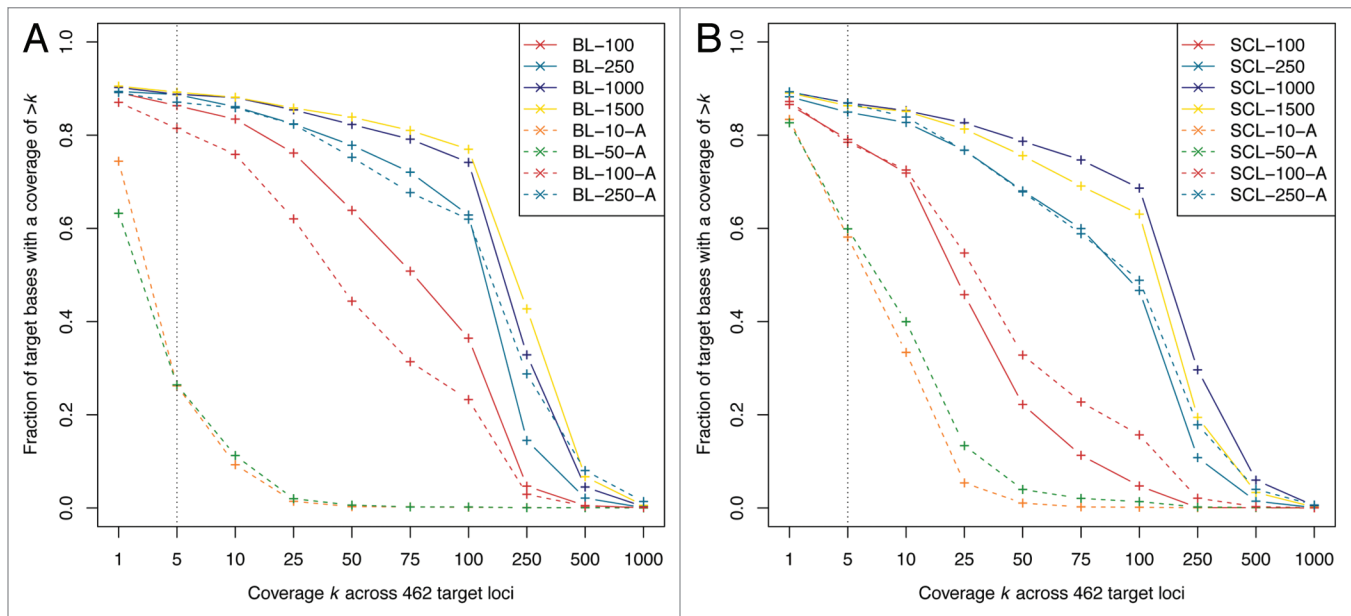 A
Fraction of target bases with a coverage of >k
1.0
0.8
0.6
0.4
0.2
0.0
BL−100
BL−250
BL−1000
BL−1500
BL−10−A
BL−50−A
BL−100−A
BL−250−A
1 5 10 25 50 75 100 250 500 1000
Coverage k across 462 target loci
B
Fraction of target bases with a coverage of >k
1.0
0.8
0.6
0.4
0.2
0.0
SCL−100
SCL−250
SCL−1000
SCL−1500
SCL−10−A
SCL−50−A
SCL−100−A
SCL−250−A
1 5 10 25 50 75 100 250 500 1000
Coverage k across 462 target loci